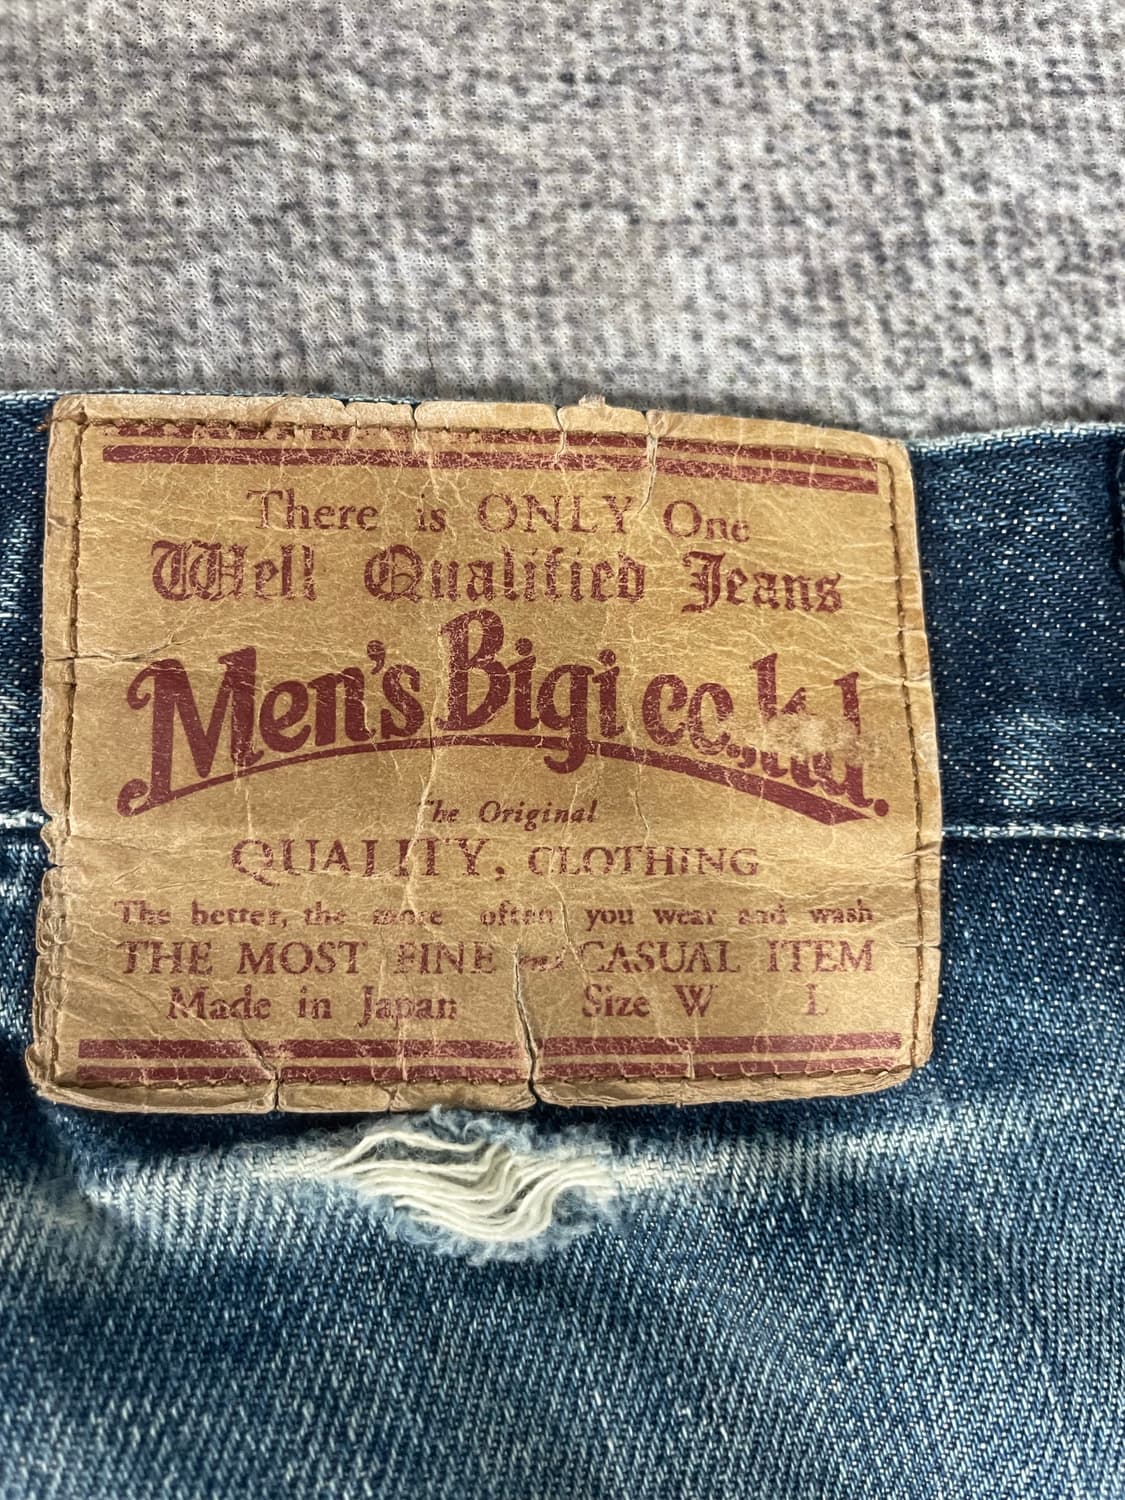 There is ONLY One
Well Qualified Jeans
Men's Bigi co.,ltd.
The Original
QUALITY, CLOTHING
The better, the more often you wear and wash
THE MOST FINE CASUAL ITEM
Made in Japan Size W L